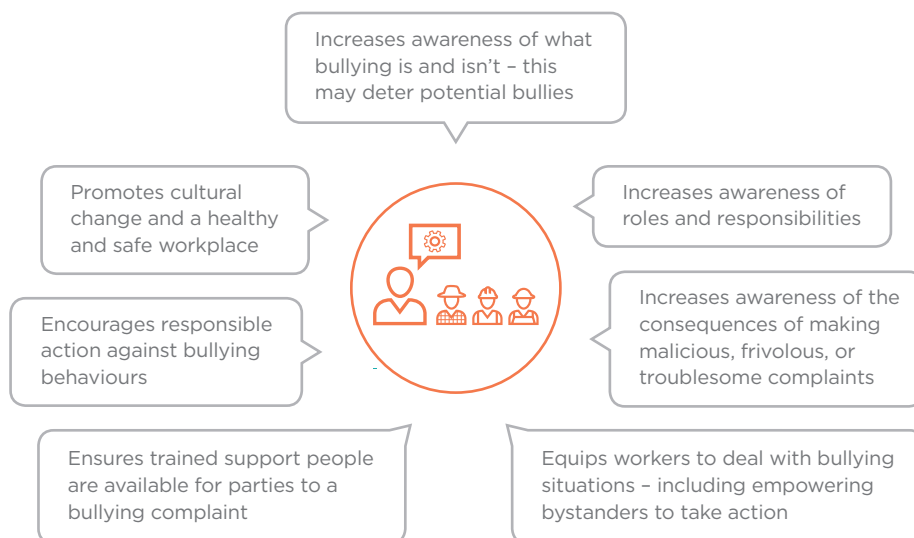 Increases awareness of what
bullying is and isn't – this
may deter potential bullies
Promotes cultural
change and a healthy
and safe workplace
Increases awareness of
roles and responsibilities
Encourages responsible
action against bullying
behaviours
Increases awareness of the
consequences of making
malicious, frivolous, or
troublesome complaints
Ensures trained support people
are available for parties to a
bullying complaint
Equips workers to deal with bullying
situations – including empowering
bystanders to take action